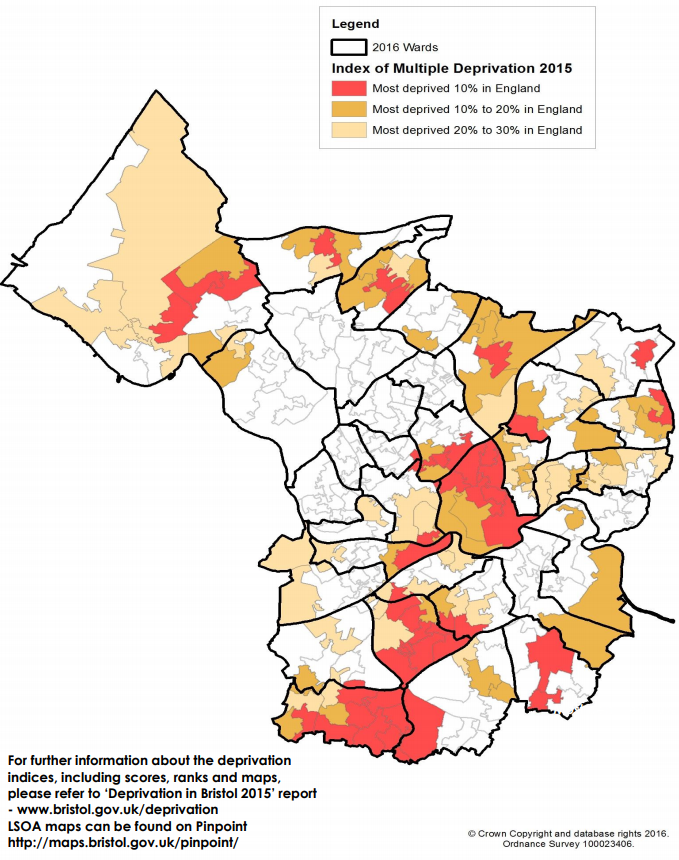 Legend
2016 Wards
Index of Multiple Deprivation 2015
Most deprived 10% in England
Most deprived 10% to 20% in England
Most deprived 20% to 30% in England
For further information about the deprivation
indices, including scores, ranks and maps,
please refer to ‘Deprivation in Bristol 2015’ report
- www.bristol.gov.uk/deprivation
LSOA maps can be found on Pinpoint
http://maps.bristol.gov.uk/pinpoint/
© Crown Copyright and database rights 2016.
Ordnance Survey 100023406.